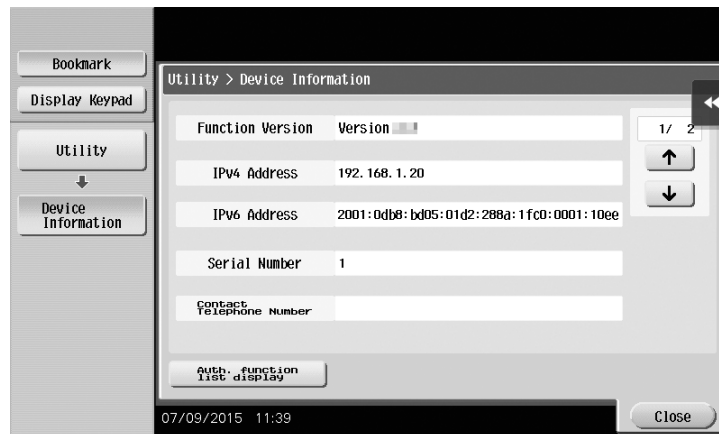 Bookmark
Display Keypad
Utility
Device
Information
Utility > Device Information
Function Version Version
IPv4 Address 192.168.1.20
IPv6 Address 2001:0db8:bd05:01d2:288a:1fc0:0001:10ee
Serial Number 1
Contact
Telephone Number
Auth. function
list display
1/ 2
07/09/2015 11:39
Close